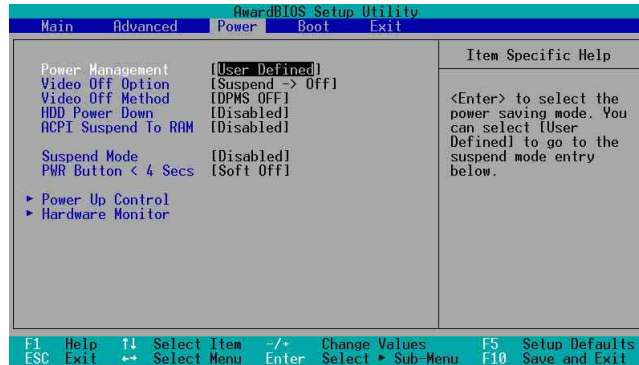 AwardBIOS Setup Utility
Main Advanced Power Boot Exit
Item Specific Help
Power Management [User Defined]
Video Off Option [Suspend -> Off]
Video Off Method [DPMS OFF]
HDD Power Down [Disabled]
ACPI Suspend To RAM [Disabled]
Suspend Mode [Disabled]
PWR Button < 4 Secs [Soft Off]
▸ Power Up Control
▸ Hardware Monitor
<Enter> to select the
power saving mode. You
can select [User
Defined] to go to the
suspend mode entry
below.
F1 Help ↑↓ Select Item -/+ Change Values F5 Setup Defaults
ESC Exit ↔ Select Menu Enter Select ▸ Sub-Menu F10 Save and Exit